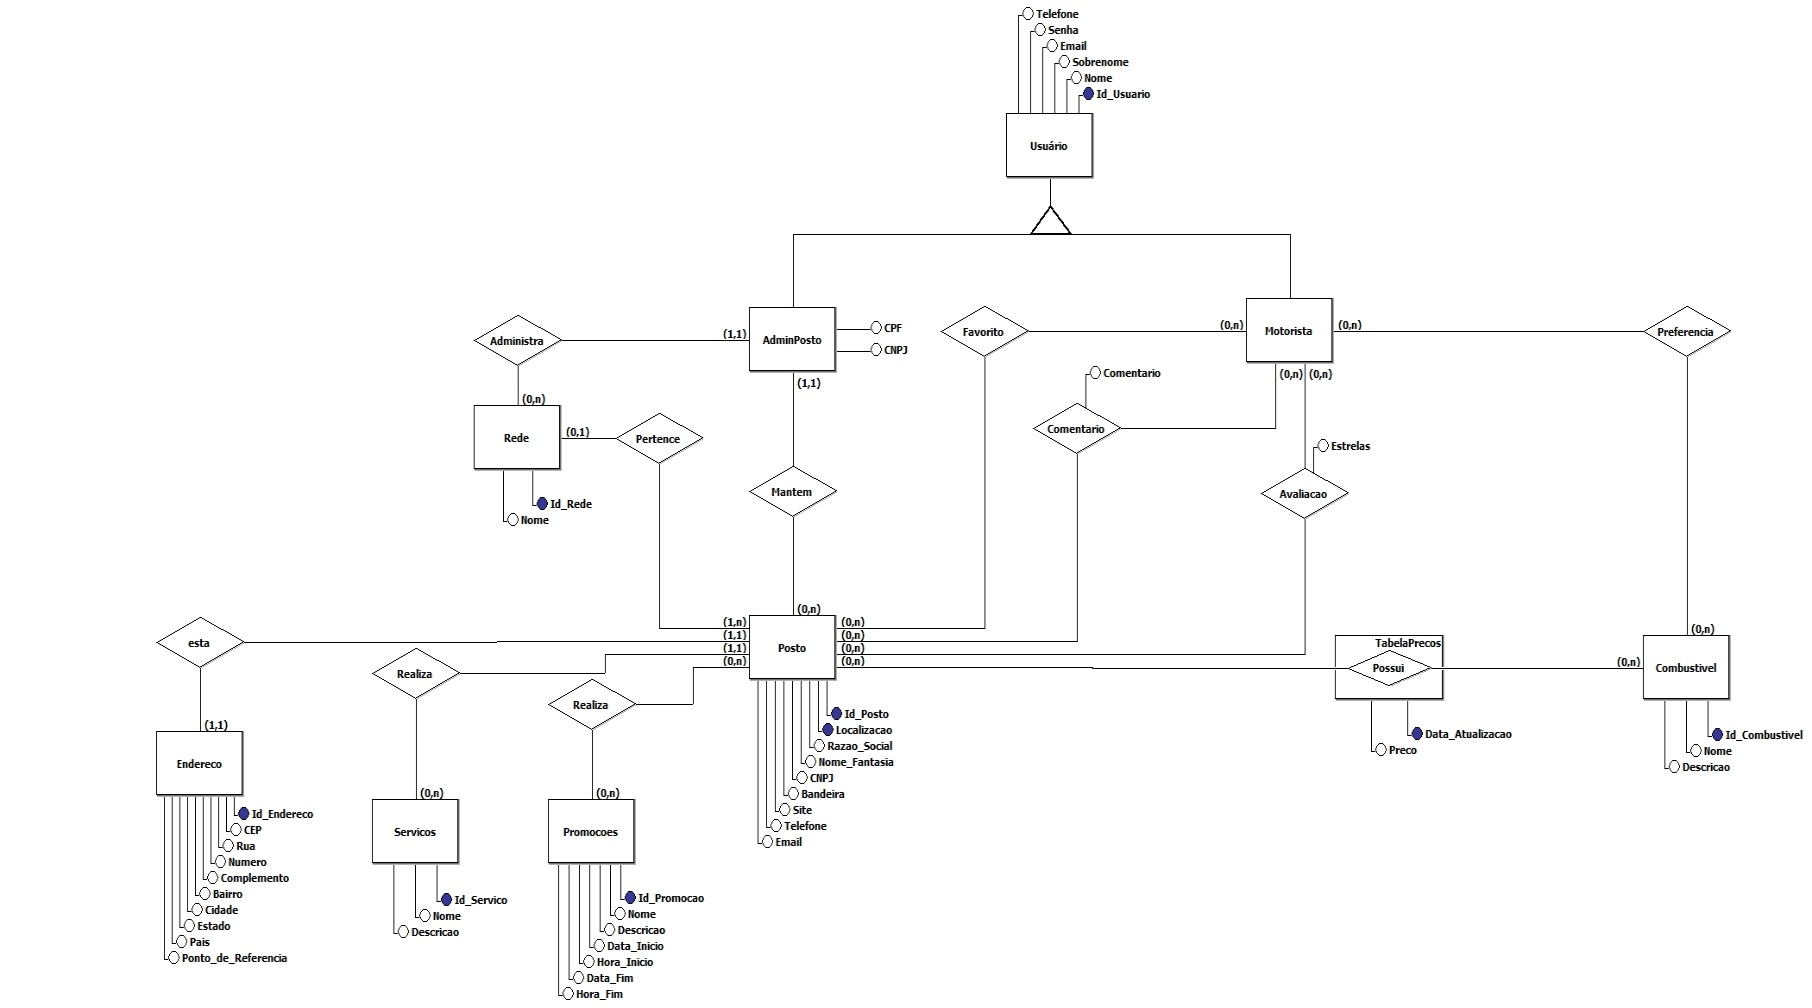 Telefone
Senha
Email
Sobrenome
Nome
Id_Usuario
Usuário
Administra
(1,1)
AdminPosto
CPF
CNPJ
(1,1)
Favorito
(0,n)
Motorista
(0,n)
Preferencia
(0,n)
(0,n)
Comentario
Comentario
(0,n)
Rede
(0,1)
Pertence
Id_Rede
Nome
Mantem
Estrelas
Avaliacao
(0,n)
esta
(1,n)
(1,1)
(1,1)
(0,n)
Posto
(0,n)
(0,n)
(0,n)
(0,n)
TabelaPrecos
Possui
(0,n)
(0,n)
Combustivel
Realiza
Realiza
Id_Posto
Localizacao
Razao_Social
Nome_Fantasia
CNPJ
Bandeira
Site
Telefone
Email
Data_Atualizacao
Preco
Id_Combustivel
Nome
Descricao
(1,1)
Endereco
Id_Endereco
CEP
Rua
Numero
Complemento
Bairro
Cidade
Estado
Pais
Ponto_de_Referencia
(0,n)
Servicos
Id_Servico
Nome
Descricao
(0,n)
Promocoes
Id_Promocao
Nome
Descricao
Data_Inicio
Hora_Inicio
Data_Fim
Hora_Fim